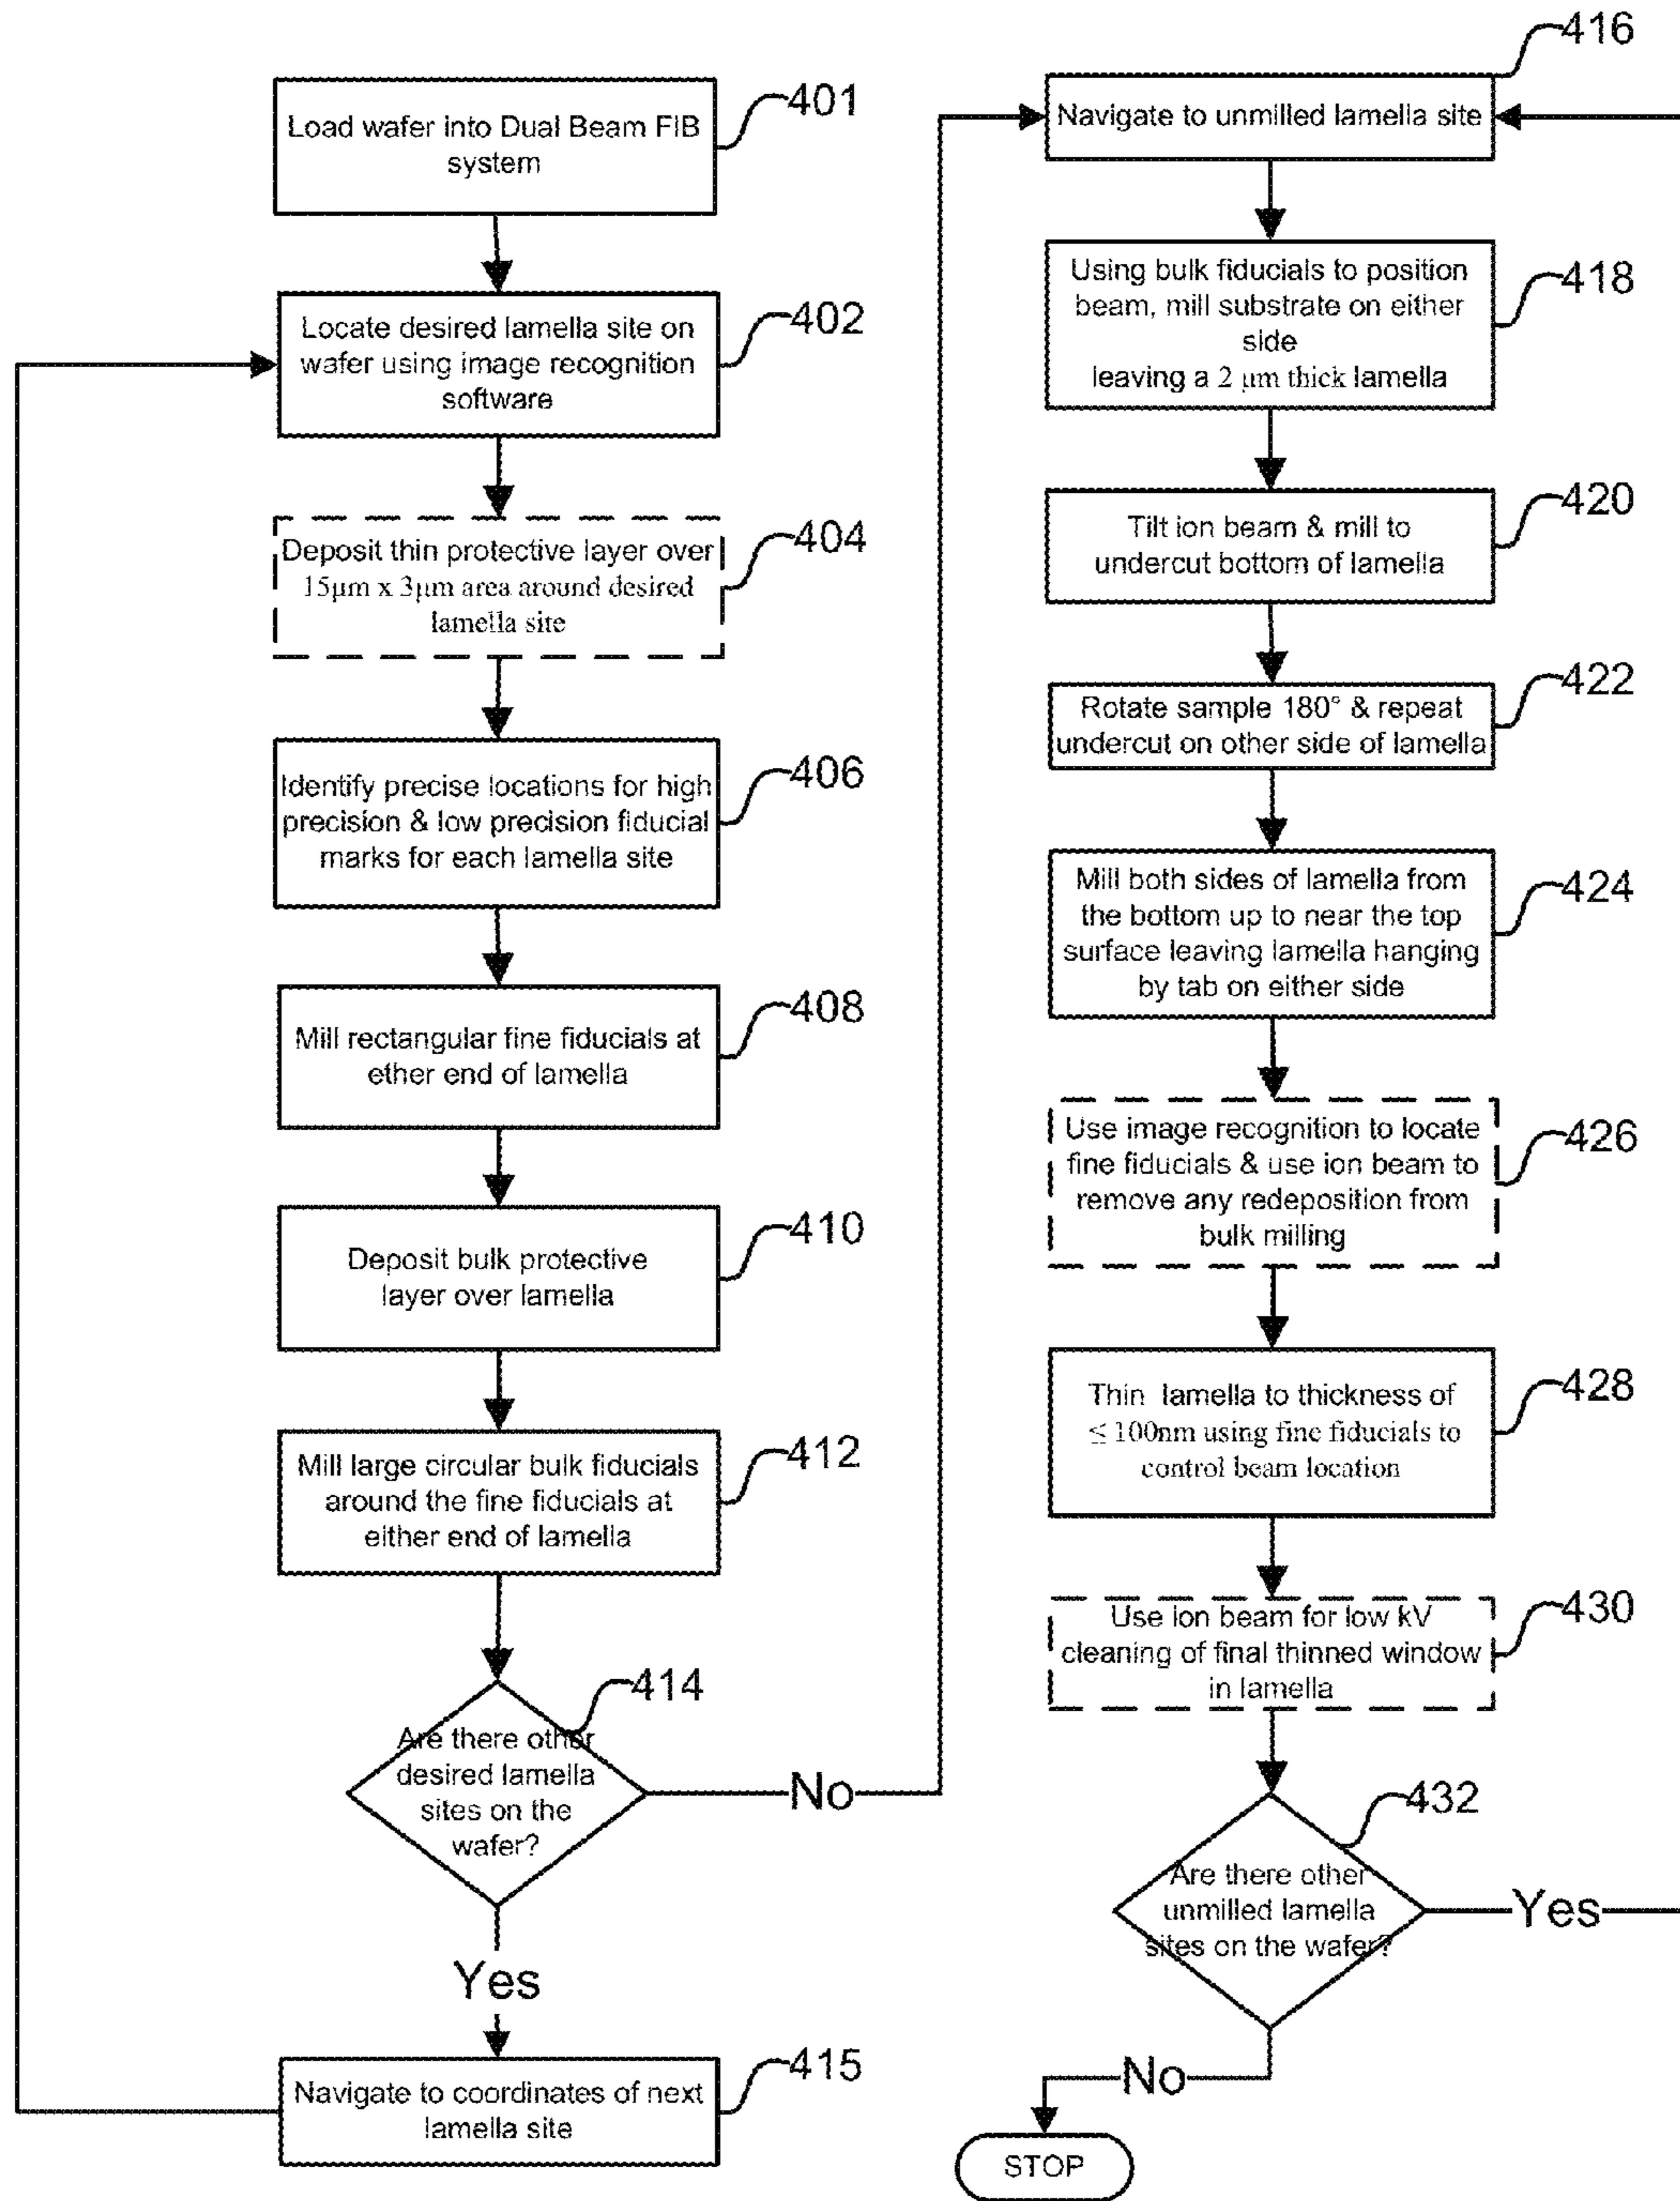 401
Load wafer into Dual Beam FIB
system
402
Locate desired lamella site on
wafer using image recognition
software
404
Deposit thin protective layer over
15μm x 3μm area around desired
lamella site
406
Identify precise locations for high
precision & low precision fiducial
marks for each lamella site
408
Mill rectangular fine fiducials at
ether end of lamella
410
Deposit bulk protective
layer over lamella
412
Mill large circular bulk fiducials
around the fine fiducials at
either end of lamella
414
Are there other
desired lamella
sites on the
wafer?
No
Yes
415
Navigate to coordinates of next
lamella site
416
Navigate to unmilled lamella site
418
Using bulk fiducials to position
beam, mill substrate on either
side
leaving a 2 μm thick lamella
420
Tilt ion beam & mill to
undercut bottom of lamella
422
Rotate sample 180° & repeat
undercut on other side of lamella
424
Mill both sides of lamella from
the bottom up to near the top
surface leaving lamella hanging
by tab on either side
426
Use image recognition to locate
fine fiducials & use ion beam to
remove any redeposition from
bulk milling
428
Thin lamella to thickness of
≤ 100nm using fine fiducials to
control beam location
430
Use ion beam for low kV
cleaning of final thinned window
in lamella
432
Are there other
unmilled lamella
sites on the wafer?
Yes
No
STOP